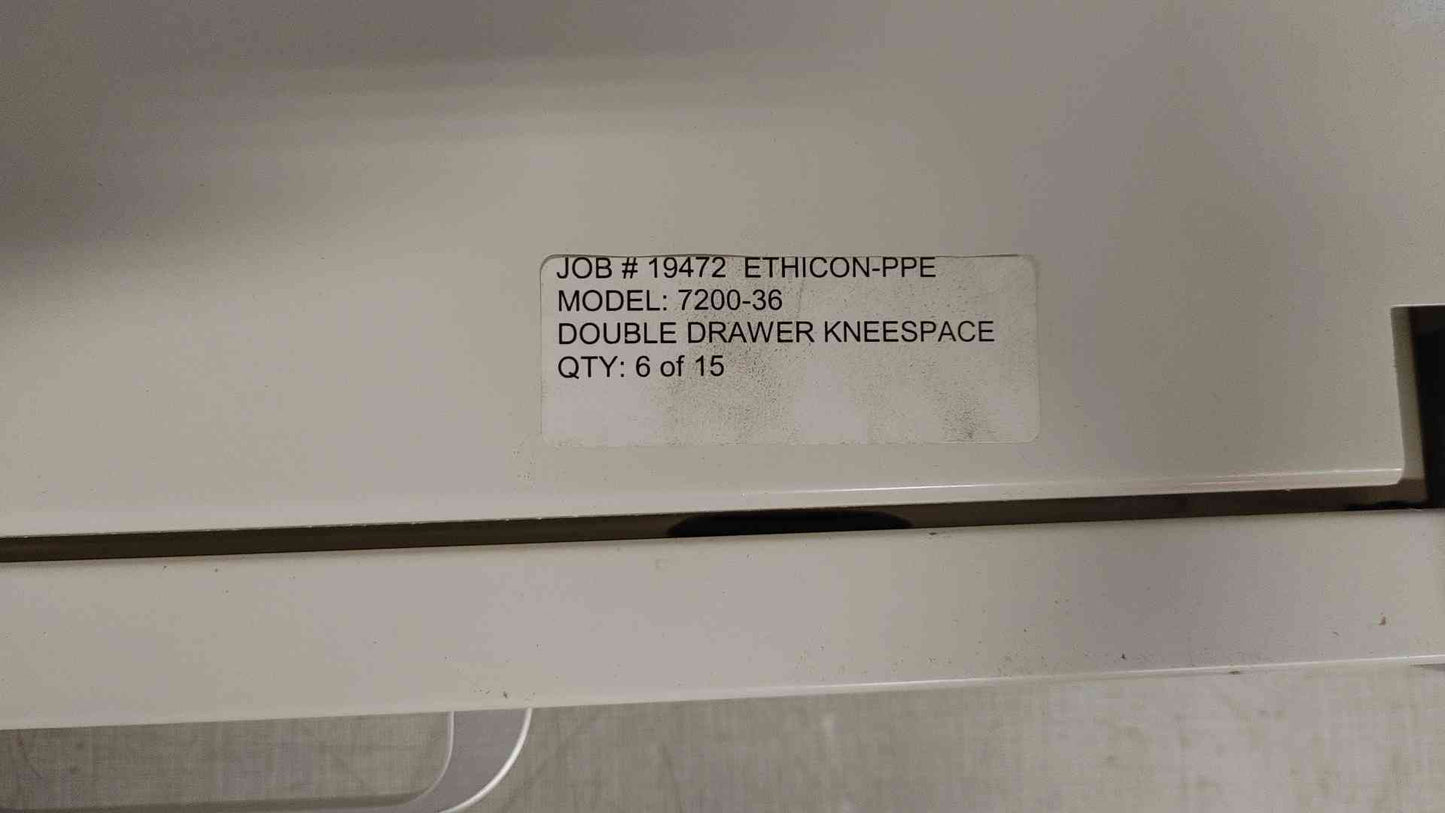 JOB # 19472 ETHICON-PPE
MODEL: 7200-36
DOUBLE DRAWER KNEESPACE
QTY: 6 of 15